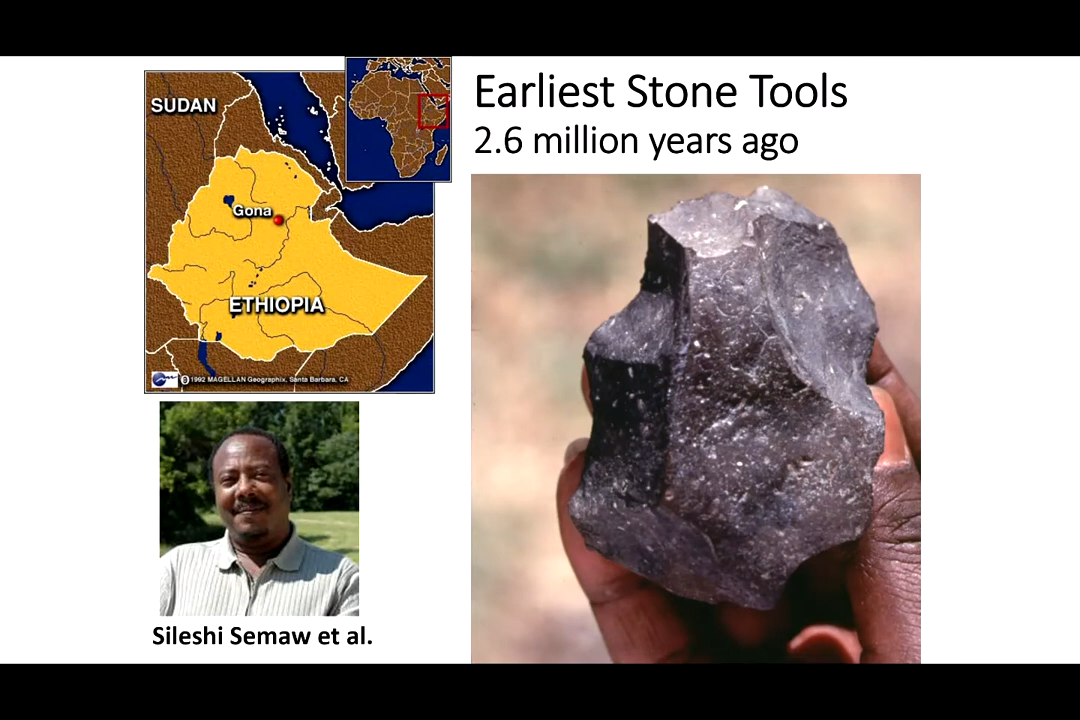 SUDAN
Gona
ETHIOPIA
© 1992 MAGELLAN Geographix, Santa Barbara, CA
Earliest Stone Tools
2.6 million years ago
Sileshi Semaw et al.